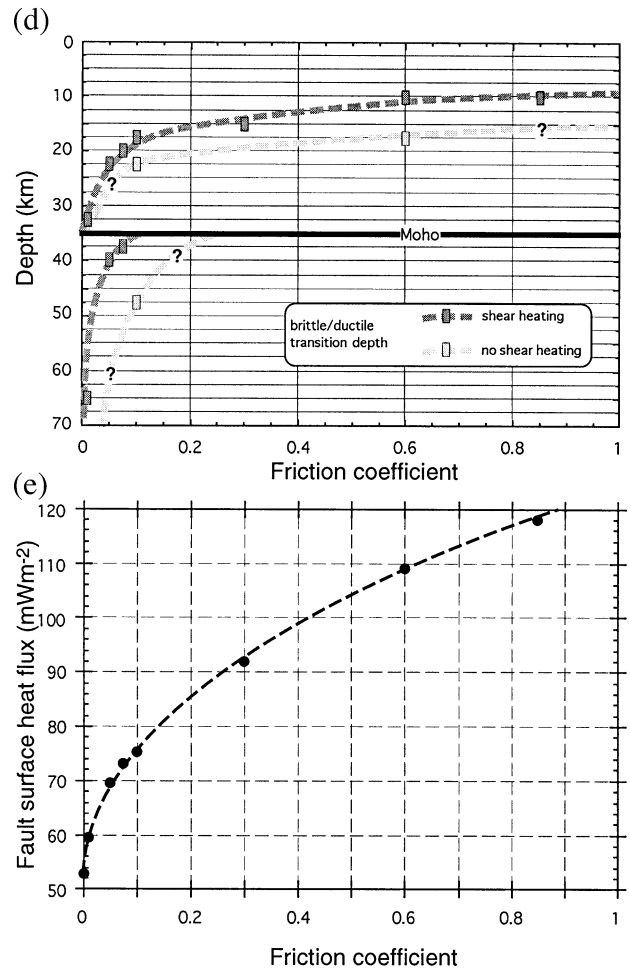 (d)
0
10
20
30
40
50
60
70
Depth (km)
?
?
Moho
?
?
brittle/ductile
transition depth
shear heating
no shear heating
0
0.2
0.4
0.6
0.8
1
Friction coefficient
(e)
120
110
100
90
80
70
60
50
Fault surface heat flux (mWm-2)
0
0.2
0.4
0.6
0.8
1
Friction coefficient